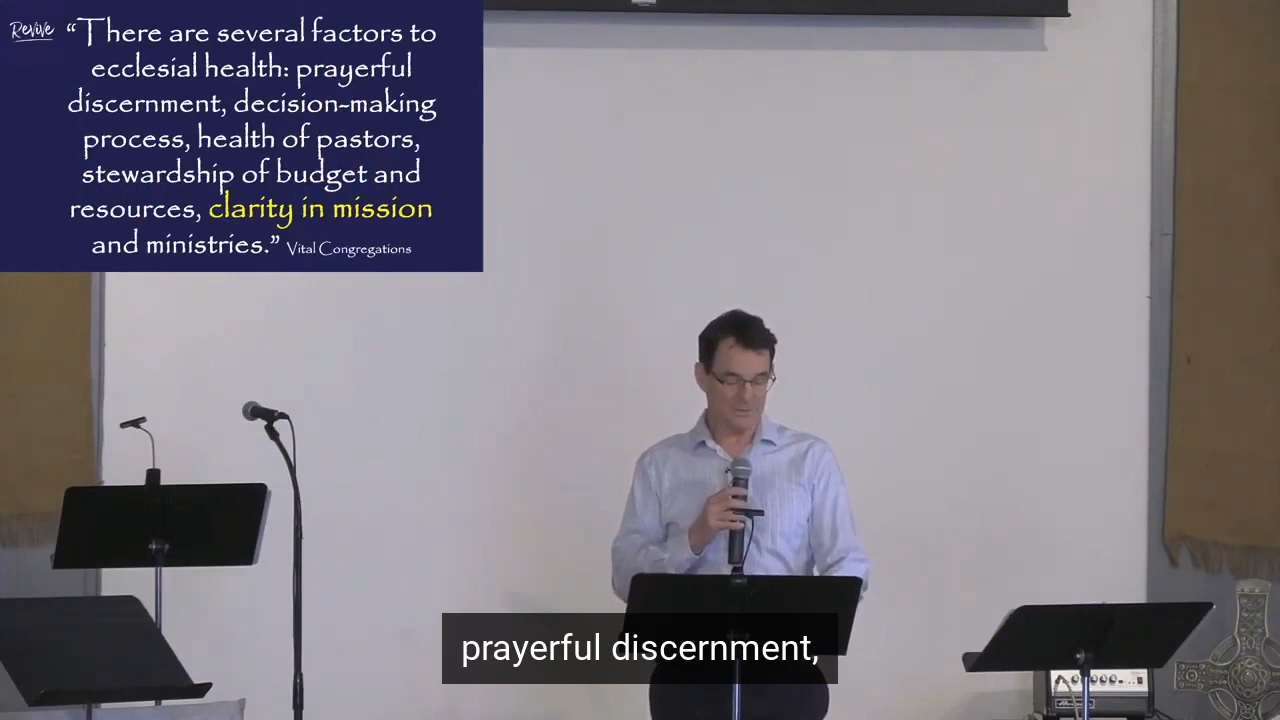 Revive
“There are several factors to
ecclesial health: prayerful
discernment, decision-making
process, health of pastors,
stewardship of budget and
resources, clarity in mission
and ministries.” Vital Congregations
prayerful discernment,